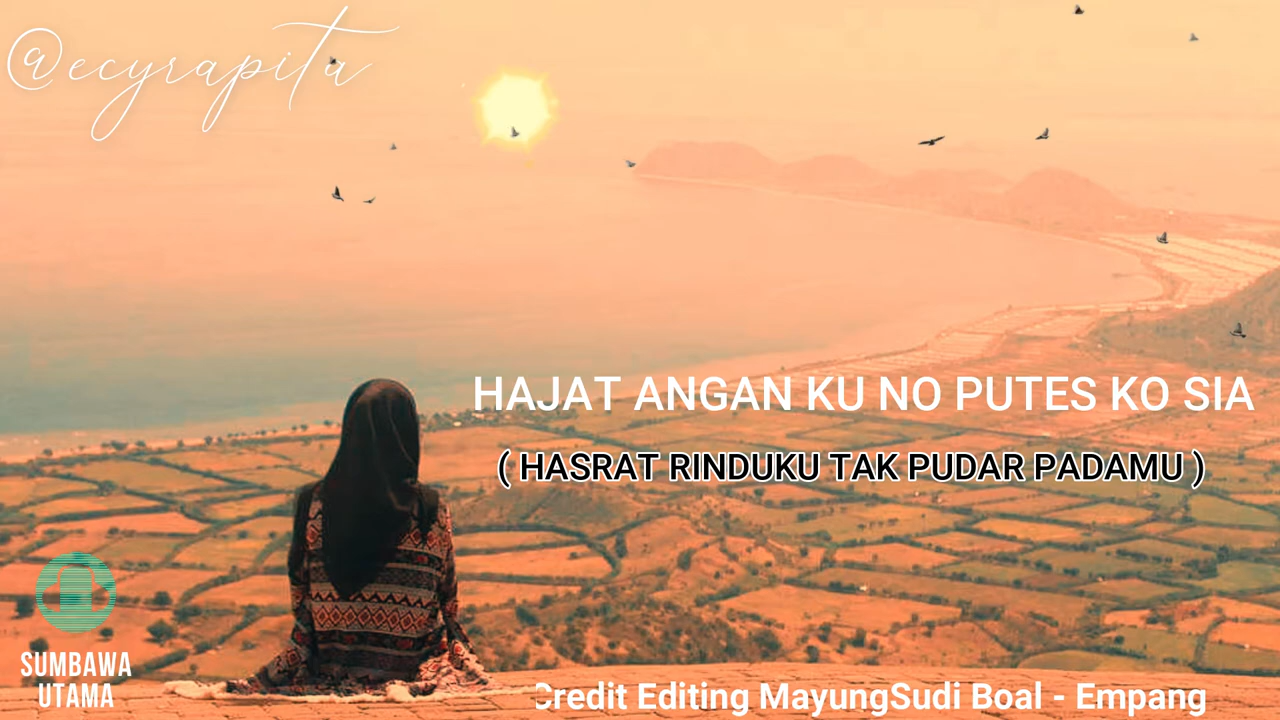 @ecyrapita
HAJAT ANGAN KU NO PUTES KO SIA
( HASRAT RINDUKU TAK PUDAR PADAMU )
SUMBAWA
UTAMA
Credit Editing MayungSudi Boal - Empang